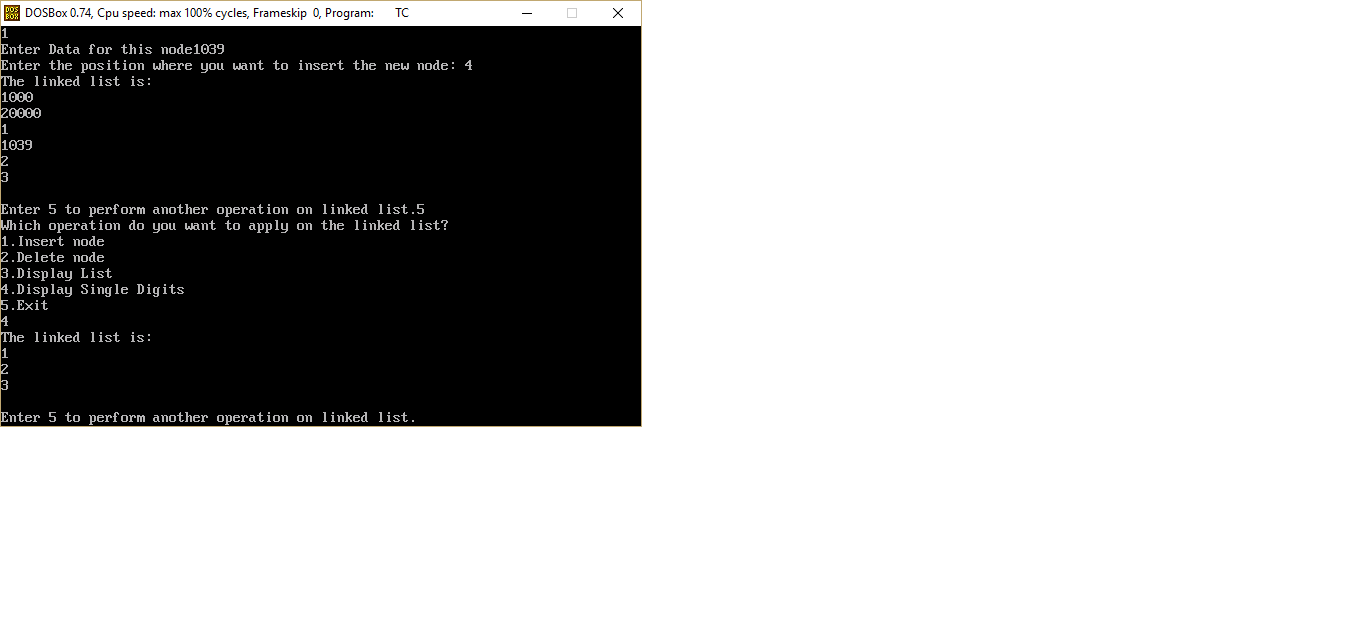 DOS BOX DOSBox 0.74, Cpu speed: max 100% cycles, Frameskip 0, Program: TC
1
Enter Data for this node1039
Enter the position where you want to insert the new node: 4
The linked list is:
1000
20000
1
1039
2
3
Enter 5 to perform another operation on linked list.5
Which operation do you want to apply on the linked list?
1.Insert node
2.Delete node
3.Display List
4.Display Single Digits
5.Exit
4
The linked list is:
1
2
3
Enter 5 to perform another operation on linked list.